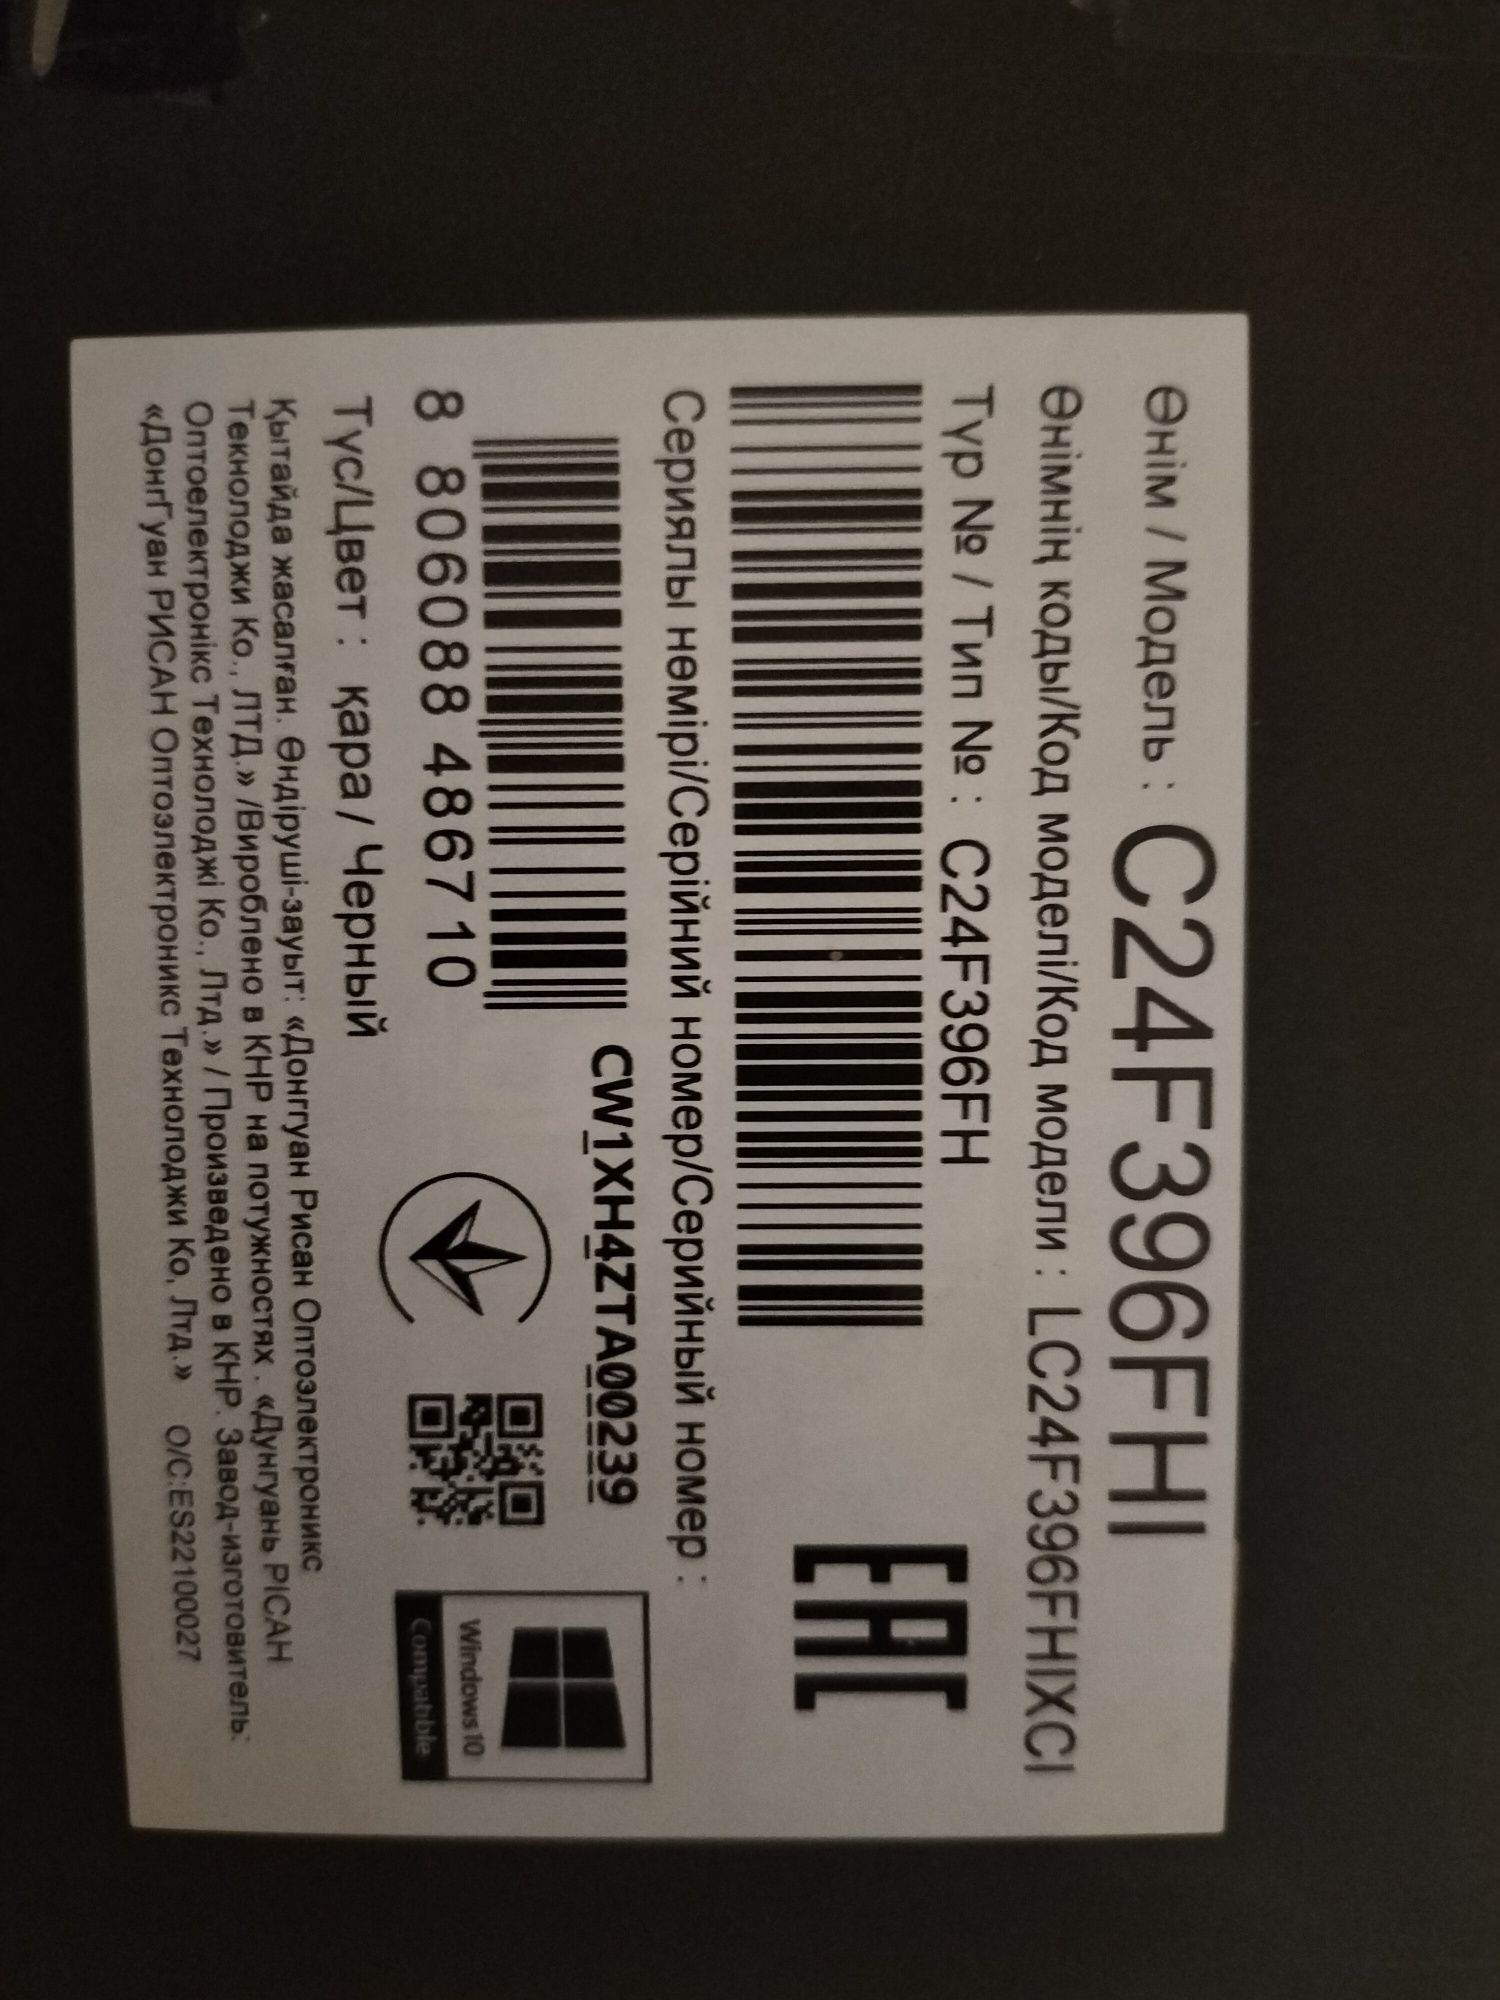 Өнім / Модель : C24F396FHI
Өнімнің коды/Код моделі/Код модели : LC24F396FHIXCI
Түр № / Тип № : C24F396FH
EAC
Сериялы немірі/Серійний номер/Серийный номер :
CW1XH4ZTA00239
8 806088 486710
Windows 10
Compatible
Түс/Цвет : қара / Черный
Қытайда жасалған. Өндіруші-зауыт: «Донггуан Рисан Оптоэлектроникс
Текнолоджи Ко., ЛТД.» /Вироблено в КНР на потужностях . «Дунгуань РІСАН
Оптоелектронікс Технолоджі Ко., Лтд.» / Произведено в КНР. Завод-изготовитель:
«ДонгГуан РИСАН Оптоэлектроникс Технолоджи Ко, Лтд.» O/C:ES22100027